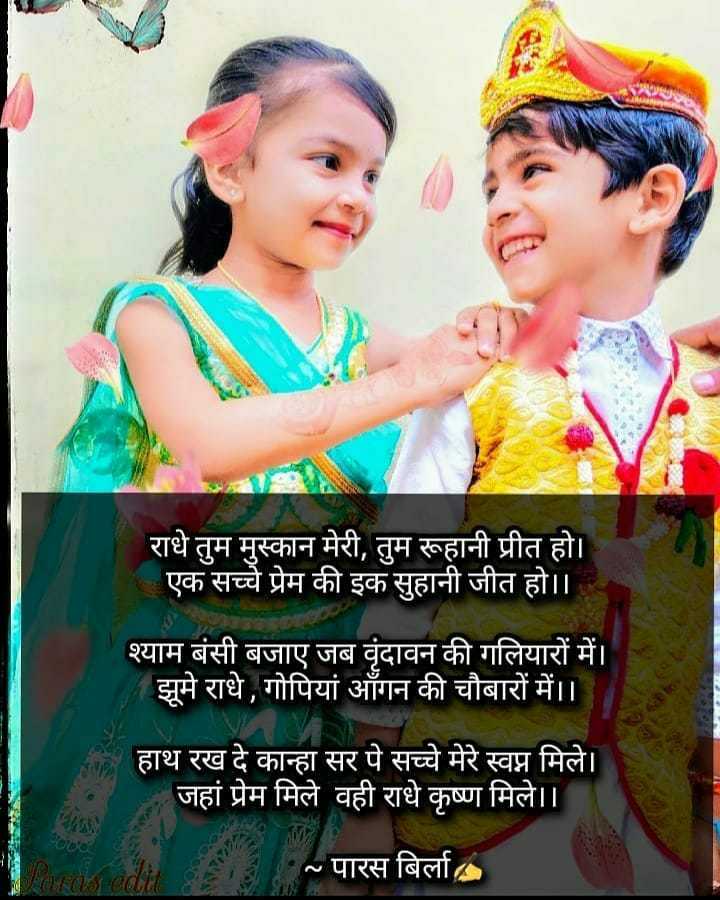 राधे तुम मुस्कान मेरी, तुम रूहानी प्रीत हो।
एक सच्चे प्रेम की इक सुहानी जीत हो।।
श्याम बंसी बजाए जब वृंदावन की गलियारों में।
झूमे राधे , गोपियां आँगन की चौबारों में।।
हाथ रख दे कान्हा सर पे सच्चे मेरे स्वप्न मिले।
जहां प्रेम मिले वही राधे कृष्ण मिले।।
~ पारस बिर्ला✍️
Paras edit